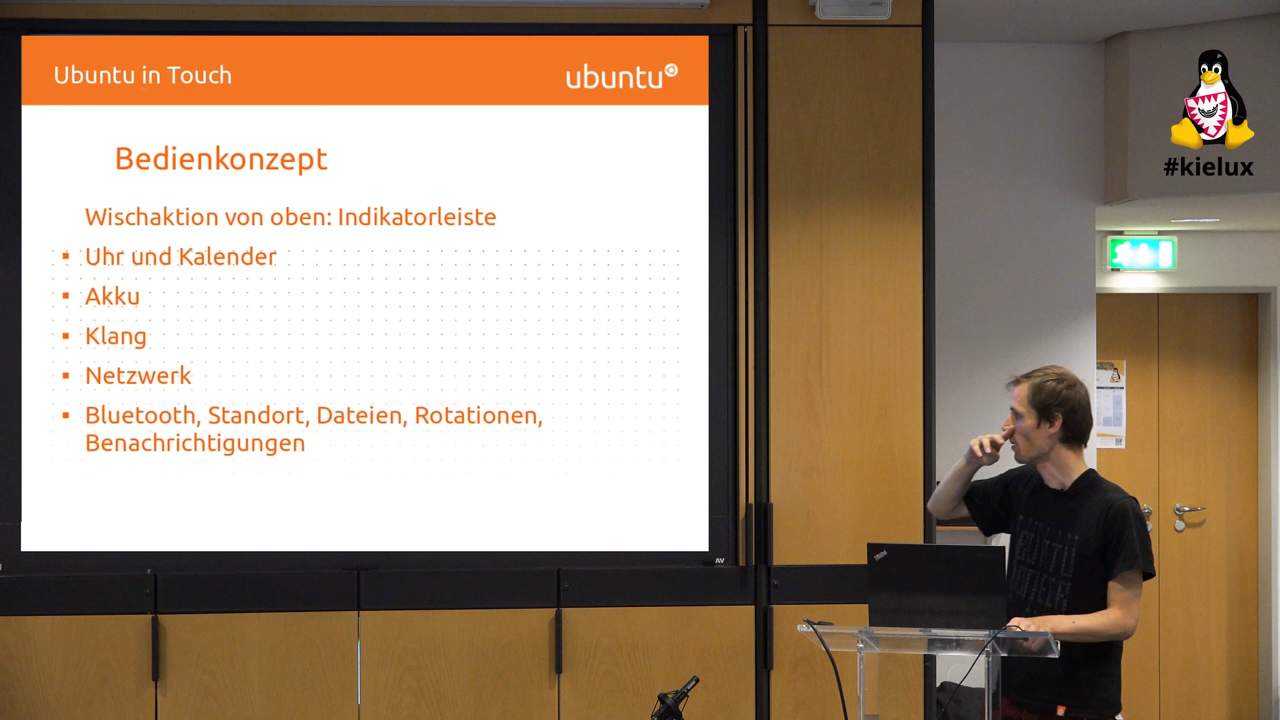 Ubuntu in Touch
ubuntu
Bedienkonzept
Wischaktion von oben: Indikatorleiste
Uhr und Kalender
Akku
Klang
Netzwerk
Bluetooth, Standort, Dateien, Rotationen,
Benachrichtigungen
#kielux
AV